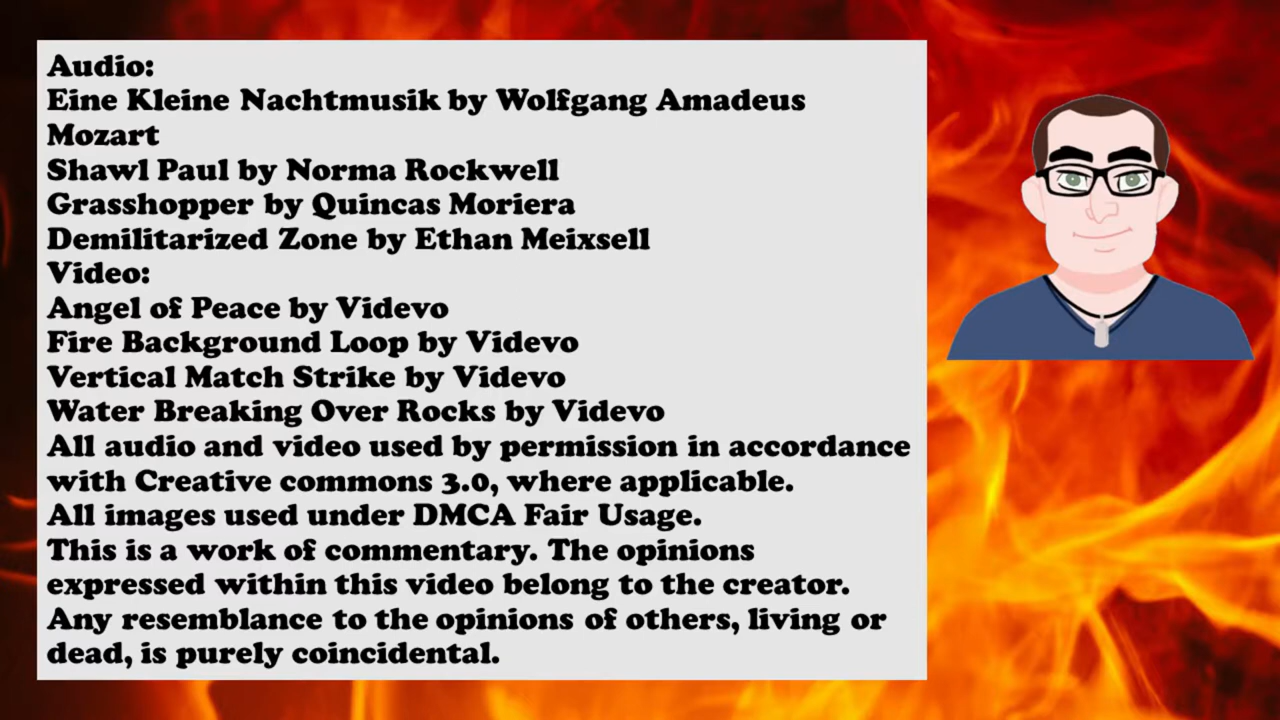 Audio:
Eine Kleine Nachtmusik by Wolfgang Amadeus
Mozart
Shawl Paul by Norma Rockwell
Grasshopper by Quincas Moriera
Demilitarized Zone by Ethan Meixsell
Video:
Angel of Peace by Videvo
Fire Background Loop by Videvo
Vertical Match Strike by Videvo
Water Breaking Over Rocks by Videvo
All audio and video used by permission in accordance
with Creative commons 3.0, where applicable.
All images used under DMCA Fair Usage.
This is a work of commentary. The opinions
expressed within this video belong to the creator.
Any resemblance to the opinions of others, living or
dead, is purely coincidental.